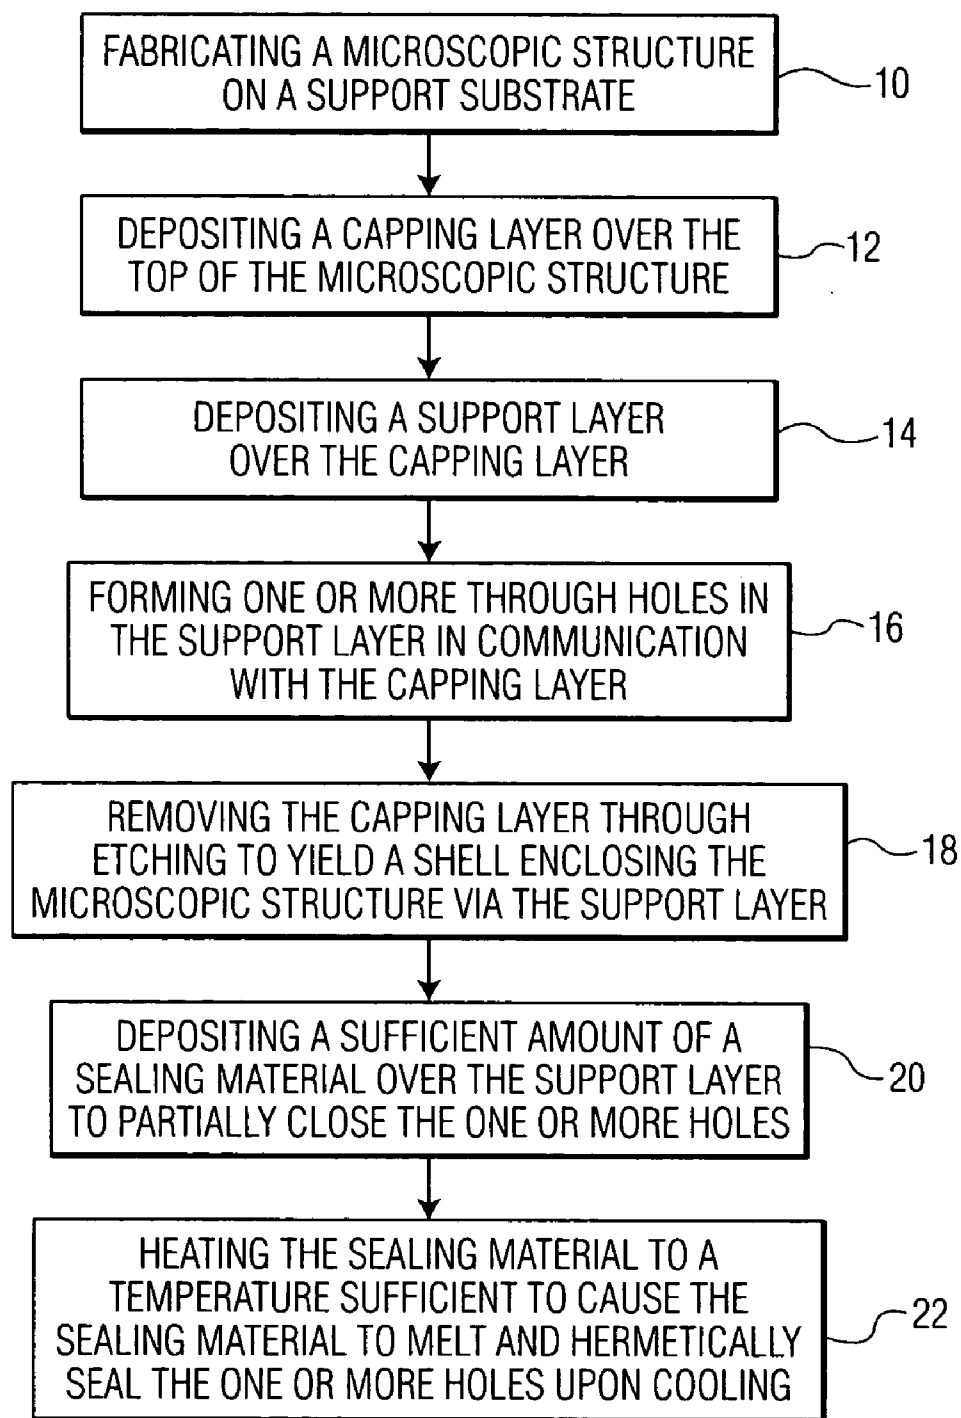 FABRICATING A MICROSCOPIC STRUCTURE
ON A SUPPORT SUBSTRATE
10
DEPOSITING A CAPPING LAYER OVER THE
TOP OF THE MICROSCOPIC STRUCTURE
12
DEPOSITING A SUPPORT LAYER
OVER THE CAPPING LAYER
14
FORMING ONE OR MORE THROUGH HOLES IN
THE SUPPORT LAYER IN COMMUNICATION
WITH THE CAPPING LAYER
16
REMOVING THE CAPPING LAYER THROUGH
ETCHING TO YIELD A SHELL ENCLOSING THE
MICROSCOPIC STRUCTURE VIA THE SUPPORT LAYER
18
DEPOSITING A SUFFICIENT AMOUNT OF A
SEALING MATERIAL OVER THE SUPPORT LAYER
TO PARTIALLY CLOSE THE ONE OR MORE HOLES
20
HEATING THE SEALING MATERIAL TO A
TEMPERATURE SUFFICIENT TO CAUSE THE
SEALING MATERIAL TO MELT AND HERMETICALLY
SEAL THE ONE OR MORE HOLES UPON COOLING
22